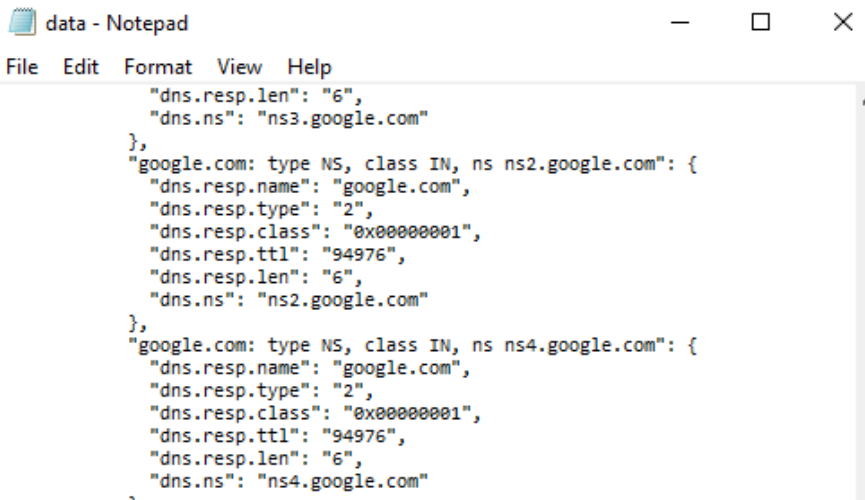 data - Notepad
File Edit Format View Help
"dns.resp.len": "6",
"dns.ns": "ns3.google.com"
},
"google.com: type NS, class IN, ns ns2.google.com": {
"dns.resp.name": "google.com",
"dns.resp.type": "2",
"dns.resp.class": "0x00000001",
"dns.resp.ttl": "94976",
"dns.resp.len": "6",
"dns.ns": "ns2.google.com"
},
"google.com: type NS, class IN, ns ns4.google.com": {
"dns.resp.name": "google.com",
"dns.resp.type": "2",
"dns.resp.class": "0x00000001",
"dns.resp.ttl": "94976",
"dns.resp.len": "6",
"dns.ns": "ns4.google.com"